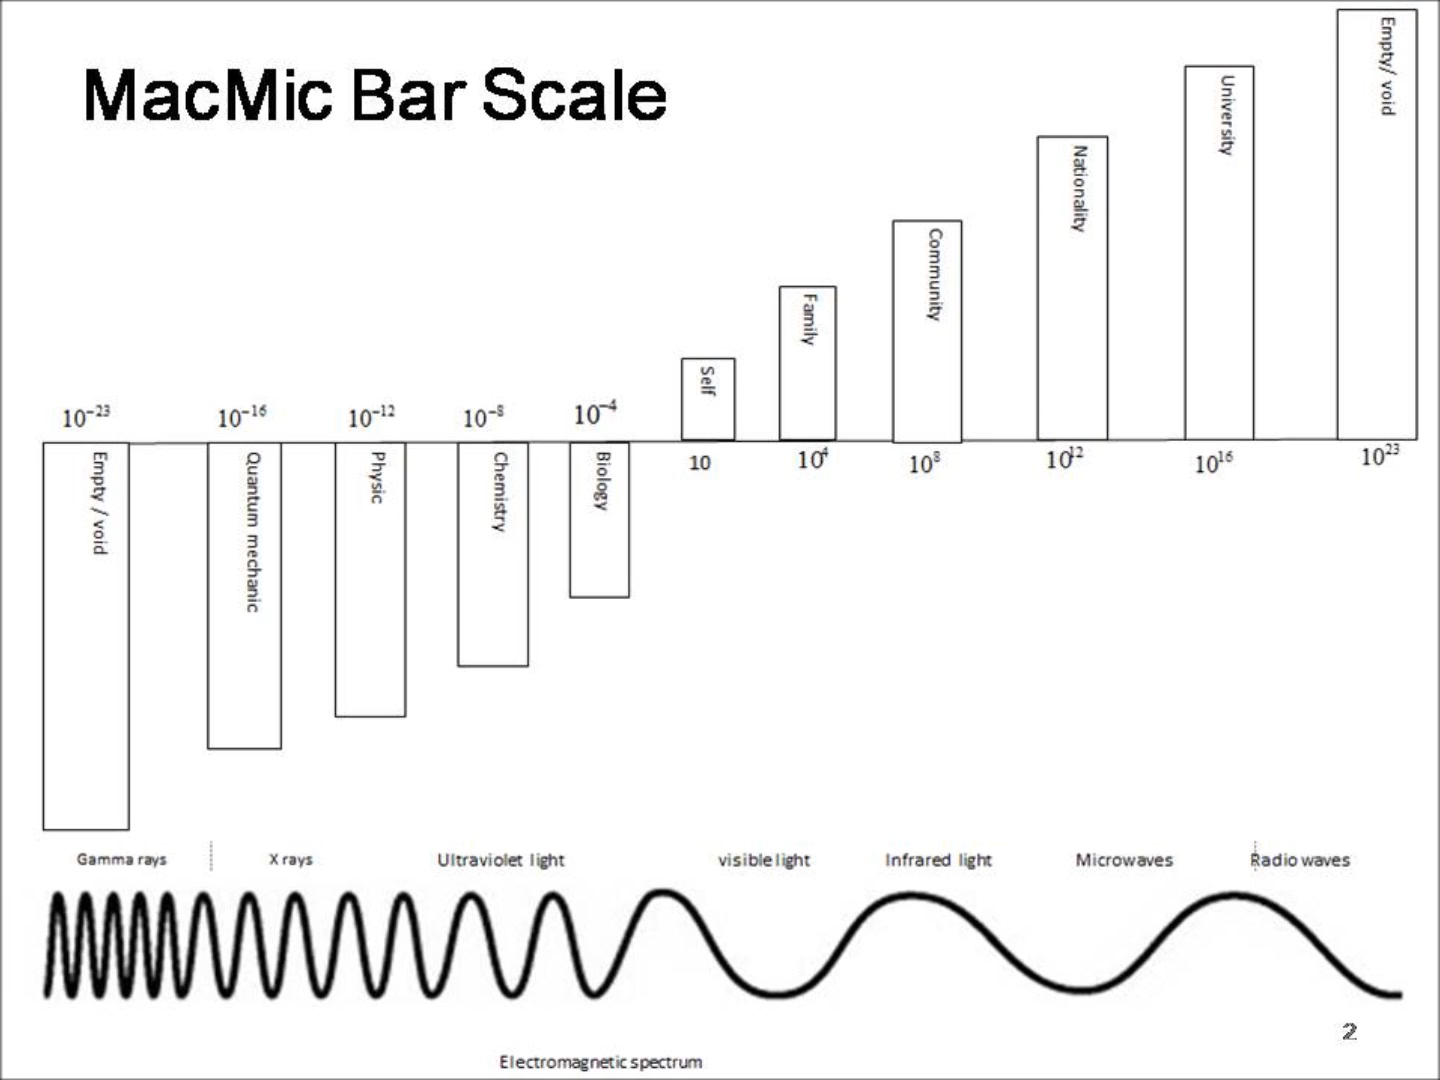 MacMic Bar Scale
Empty/ void
University
Nationality
Community
Family
Self
10⁻²³
10⁻¹⁶
10⁻¹²
10⁻⁸
10⁻⁴
10
10⁴
10⁸
10¹²
10¹⁶
10²³
Empty / void
Quantum mechanic
Physic
Chemistry
Biology
Gamma rays
X rays
Ultraviolet light
visible light
Infrared light
Microwaves
Radio waves
2
Electromagnetic spectrum